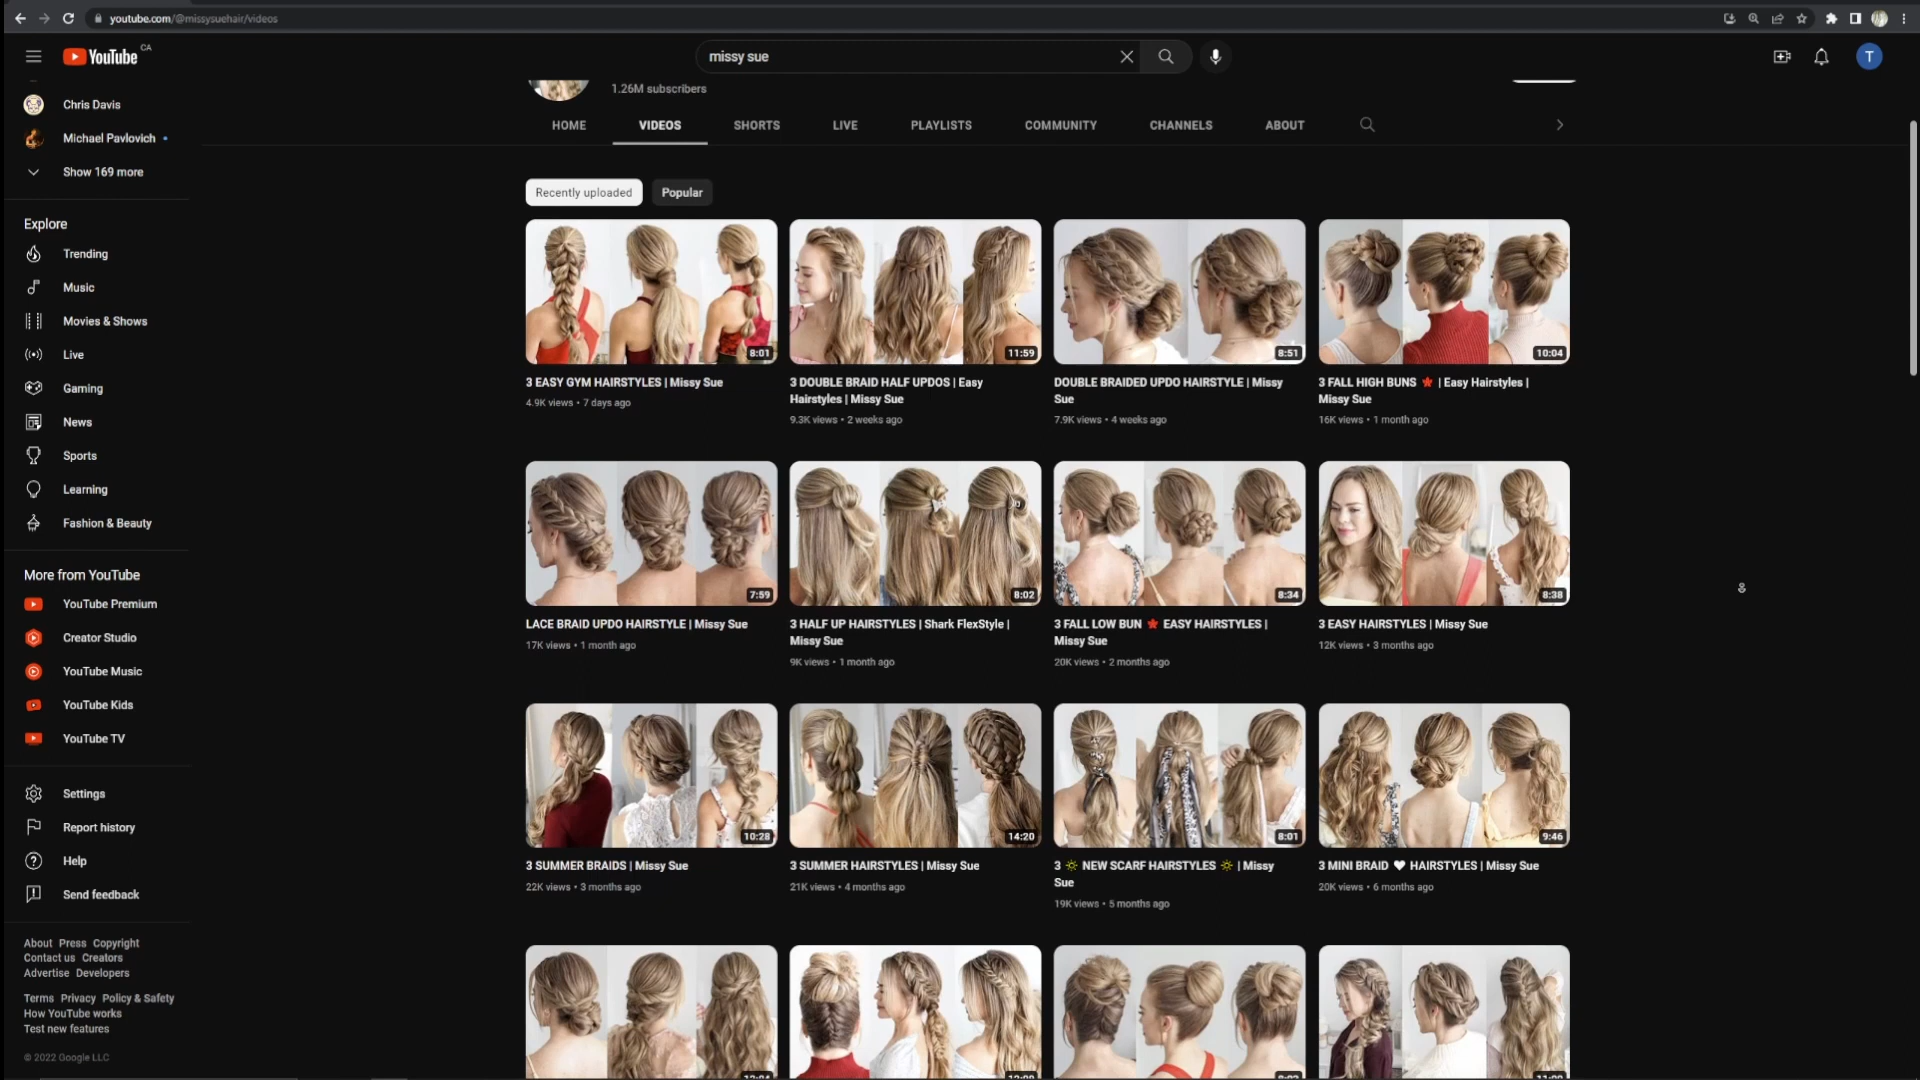 youtube.com/@missysuehair/videos
YouTube CA
missy sue
T
1.26M subscribers
HOME VIDEOS SHORTS LIVE PLAYLISTS COMMUNITY CHANNELS ABOUT
Chris Davis
Michael Pavlovich
Show 169 more
Explore
Trending
Music
Movies & Shows
Live
Gaming
News
Sports
Learning
Fashion & Beauty
More from YouTube
YouTube Premium
Creator Studio
YouTube Music
YouTube Kids
YouTube TV
Settings
Report history
Help
Send feedback
About Press Copyright
Contact us Creators
Advertise Developers
Terms Privacy Policy & Safety
How YouTube works
Test new features
© 2022 Google LLC
Recently uploaded Popular
8:01
3 EASY GYM HAIRSTYLES | Missy Sue
4.9K views • 7 days ago
11:59
3 DOUBLE BRAID HALF UPDOS | Easy
Hairstyles | Missy Sue
9.3K views • 2 weeks ago
8:51
DOUBLE BRAIDED UPDO HAIRSTYLE | Missy
Sue
7.9K views • 4 weeks ago
10:04
3 FALL HIGH BUNS 🍁 | Easy Hairstyles |
Missy Sue
16K views • 1 month ago
7:59
LACE BRAID UPDO HAIRSTYLE | Missy Sue
17K views • 1 month ago
8:02
3 HALF UP HAIRSTYLES | Shark FlexStyle |
Missy Sue
9K views • 1 month ago
8:34
3 FALL LOW BUN 🍁 EASY HAIRSTYLES |
Missy Sue
20K views • 2 months ago
8:38
3 EASY HAIRSTYLES | Missy Sue
12K views • 3 months ago
10:28
3 SUMMER BRAIDS | Missy Sue
22K views • 3 months ago
14:20
3 SUMMER HAIRSTYLES | Missy Sue
21K views • 4 months ago
8:01
3 ☀️ NEW SCARF HAIRSTYLES ☀️ | Missy
Sue
19K views • 5 months ago
9:46
3 MINI BRAID 🤍 HAIRSTYLES | Missy Sue
20K views • 6 months ago